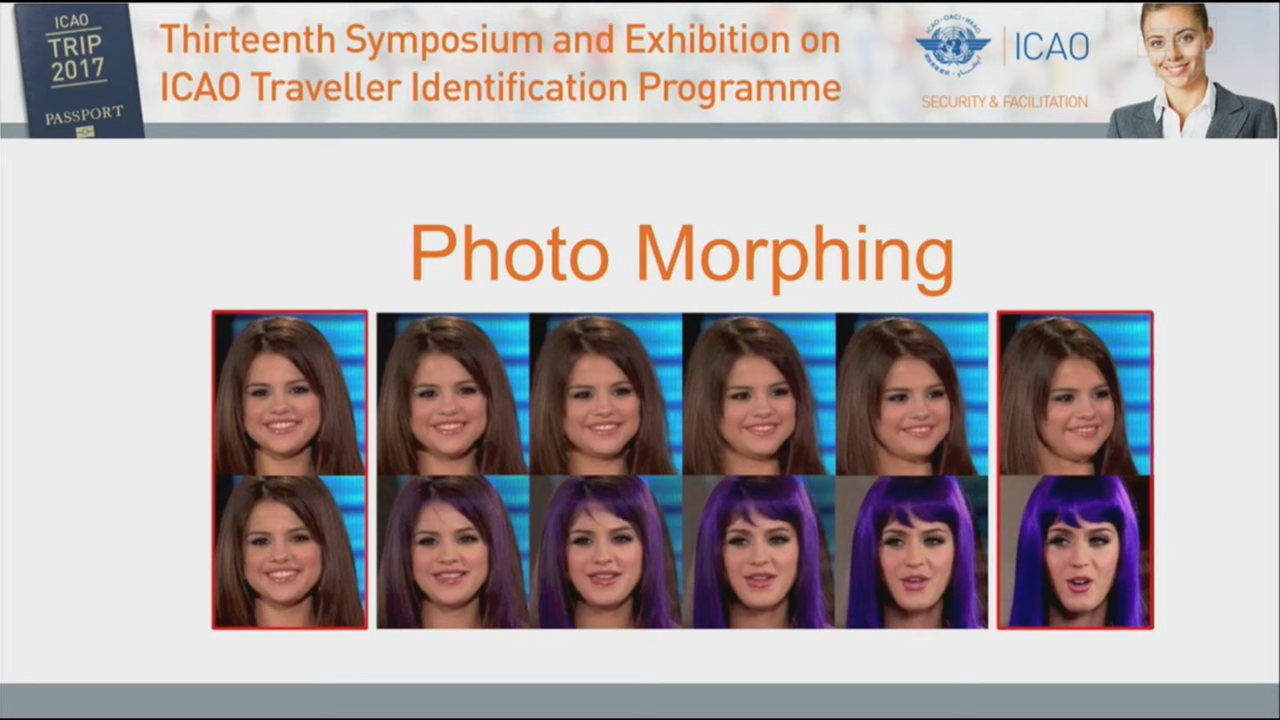 ICAO
TRIP
2017
PASSPORT
Thirteenth Symposium and Exhibition on
ICAO Traveller Identification Programme
ICAO
SECURITY & FACILITATION
Photo Morphing